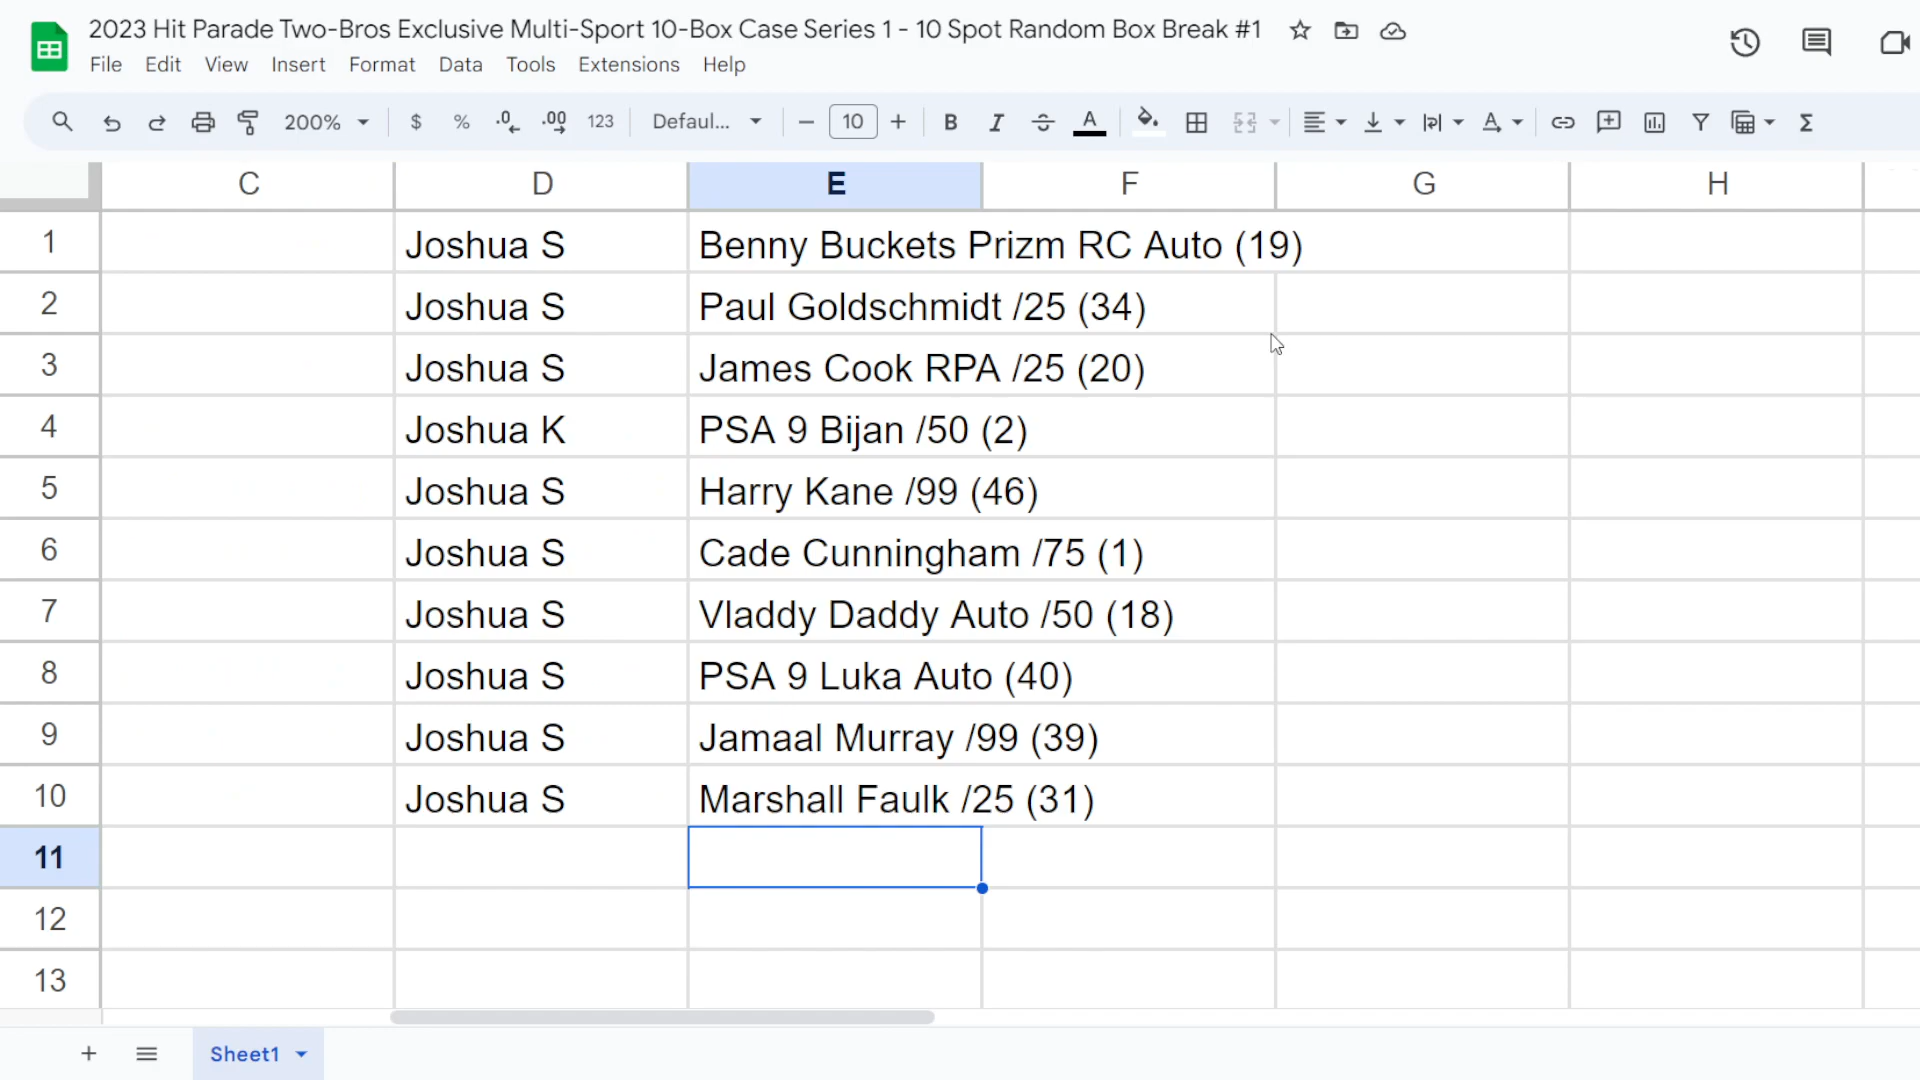 2023 Hit Parade Two-Bros Exclusive Multi-Sport 10-Box Case Series 1 - 10 Spot Random Box Break #1
File Edit View Insert Format Data Tools Extensions Help
200% $ % .0 .00 123 Defaul... 10 B I A
C D E F G H
1 Joshua S Benny Buckets Prizm RC Auto (19)
2 Joshua S Paul Goldschmidt /25 (34)
3 Joshua S James Cook RPA /25 (20)
4 Joshua K PSA 9 Bijan /50 (2)
5 Joshua S Harry Kane /99 (46)
6 Joshua S Cade Cunningham /75 (1)
7 Joshua S Vladdy Daddy Auto /50 (18)
8 Joshua S PSA 9 Luka Auto (40)
9 Joshua S Jamaal Murray /99 (39)
10 Joshua S Marshall Faulk /25 (31)
11
12
13
Sheet1